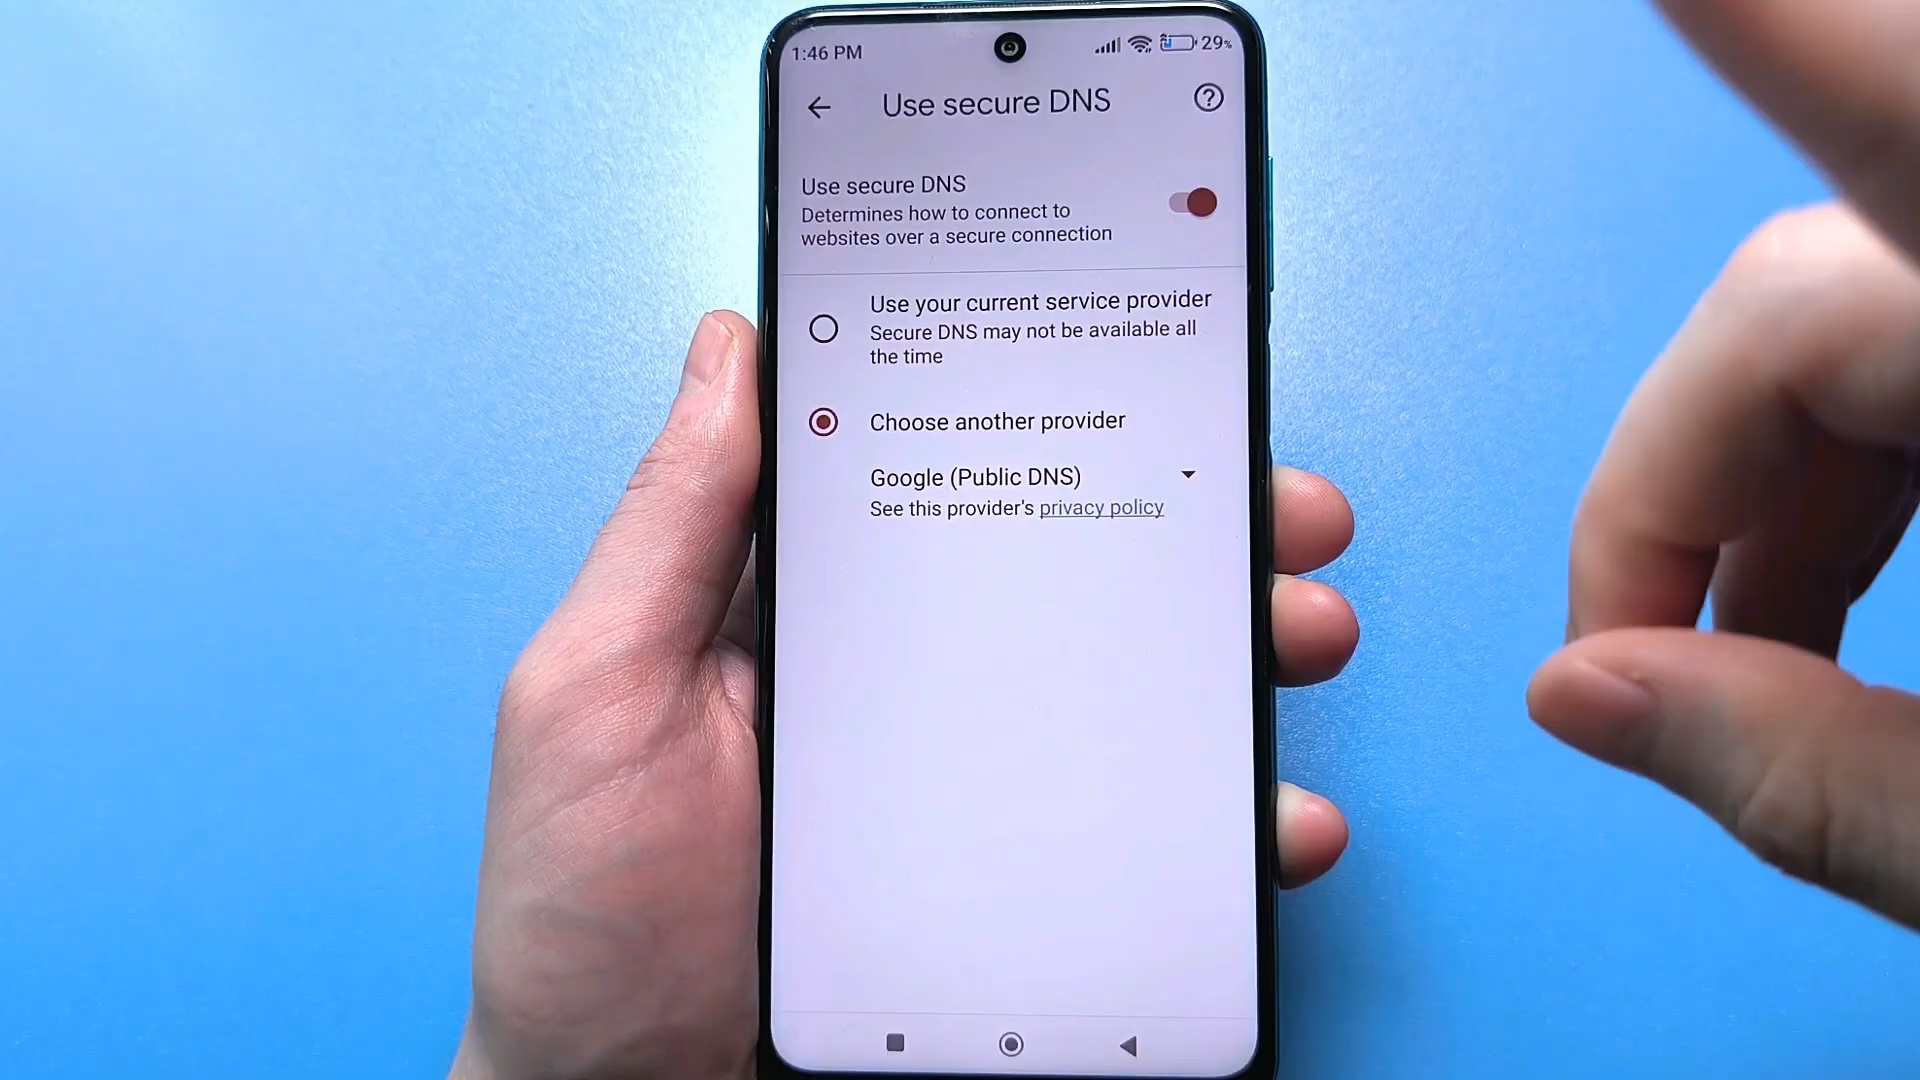 1:46 PM
29%
Use secure DNS
Use secure DNS
Determines how to connect to
websites over a secure connection
Use your current service provider
Secure DNS may not be available all
the time
Choose another provider
Google (Public DNS)
See this provider's privacy policy